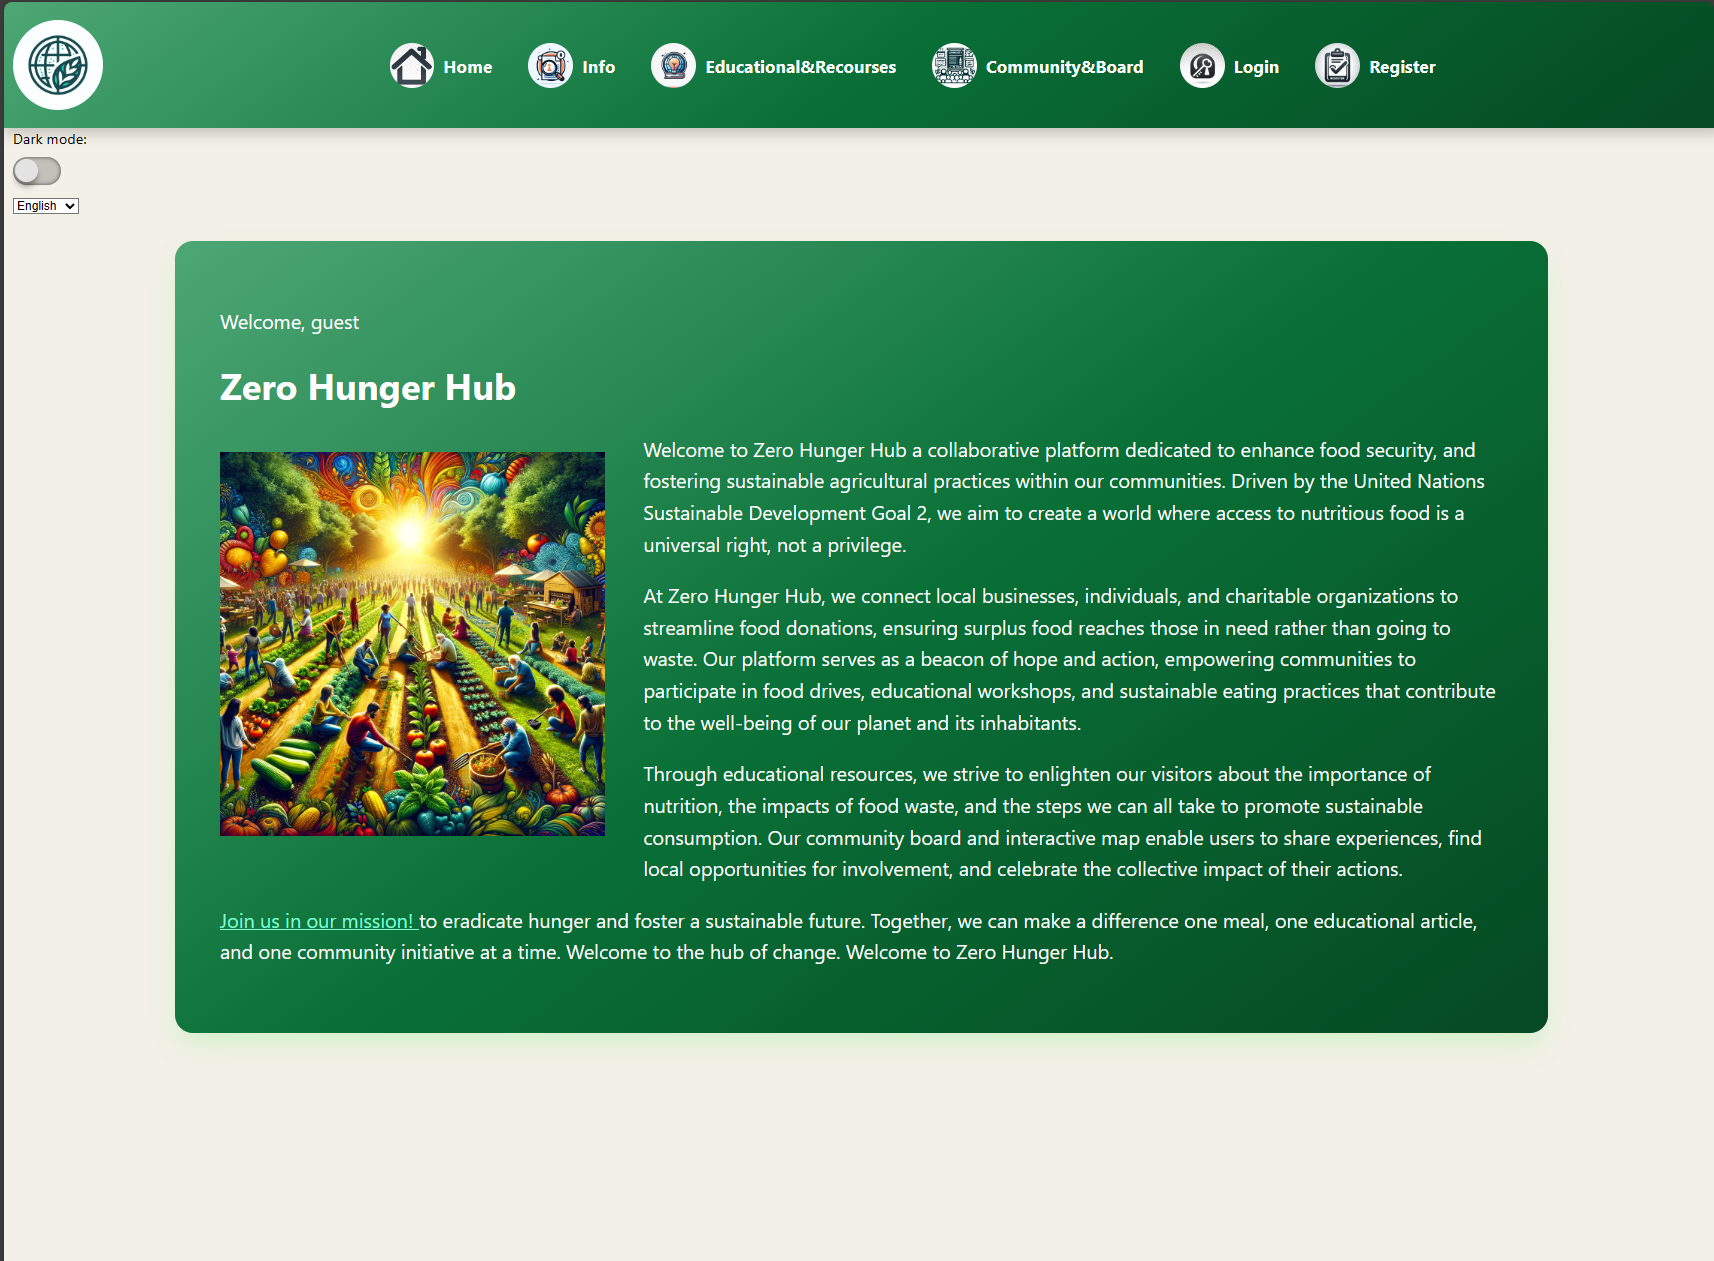 Home
Info
Educational&Recourses
Community&Board
Login
Register
Dark mode:
English
Welcome, guest
Zero Hunger Hub
Welcome to Zero Hunger Hub a collaborative platform dedicated to enhance food security, and
fostering sustainable agricultural practices within our communities. Driven by the United Nations
Sustainable Development Goal 2, we aim to create a world where access to nutritious food is a
universal right, not a privilege.
At Zero Hunger Hub, we connect local businesses, individuals, and charitable organizations to
streamline food donations, ensuring surplus food reaches those in need rather than going to
waste. Our platform serves as a beacon of hope and action, empowering communities to
participate in food drives, educational workshops, and sustainable eating practices that contribute
to the well-being of our planet and its inhabitants.
Through educational resources, we strive to enlighten our visitors about the importance of
nutrition, the impacts of food waste, and the steps we can all take to promote sustainable
consumption. Our community board and interactive map enable users to share experiences, find
local opportunities for involvement, and celebrate the collective impact of their actions.
Join us in our mission! to eradicate hunger and foster a sustainable future. Together, we can make a difference one meal, one educational article,
and one community initiative at a time. Welcome to the hub of change. Welcome to Zero Hunger Hub.